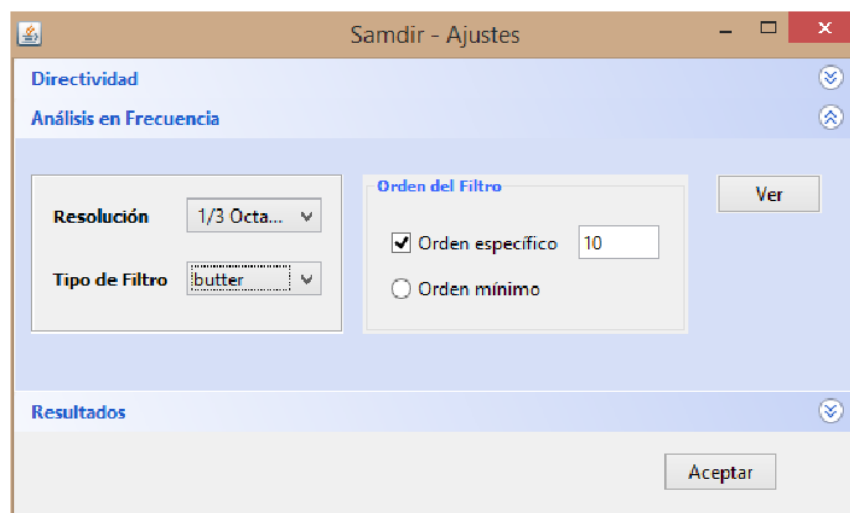 Samdir - Ajustes
Directividad
Análisis en Frecuencia
Orden del Filtro
Ver
Resolución 1/3 Octa...
Orden específico 10
Tipo de Filtro butter
Orden mínimo
Resultados
Aceptar